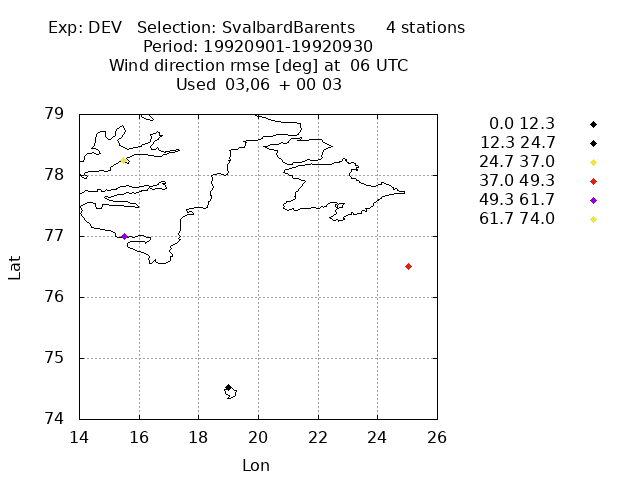 Exp: DEV   Selection: SvalbardBarents      4 stations
Period: 19920901-19920930
Wind direction rmse [deg] at  06 UTC
Used  03,06  + 00 03
79
78
77
76
75
74
Lat
14 16 18 20 22 24 26
Lon
0.0 12.3
12.3 24.7
24.7 37.0
37.0 49.3
49.3 61.7
61.7 74.0